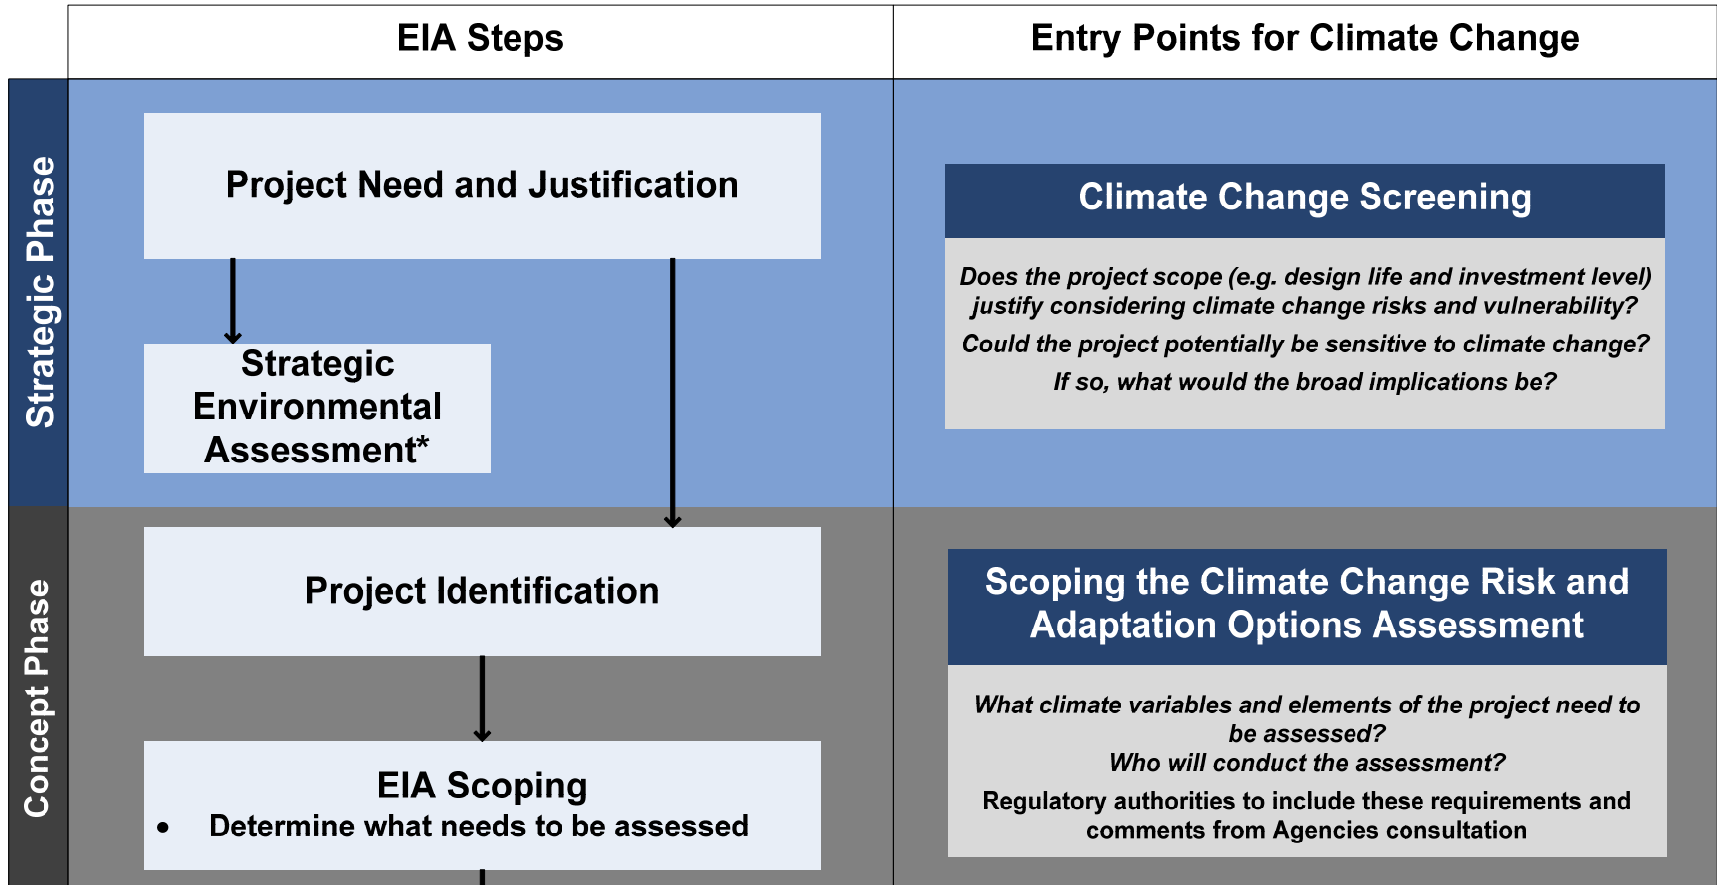 EIA Steps
Entry Points for Climate Change
Strategic Phase
Project Need and Justification
Strategic
Environmental
Assessment*
Climate Change Screening
Does the project scope (e.g. design life and investment level)
justify considering climate change risks and vulnerability?
Could the project potentially be sensitive to climate change?
If so, what would the broad implications be?
Concept Phase
Project Identification
EIA Scoping
• Determine what needs to be assessed
Scoping the Climate Change Risk and
Adaptation Options Assessment
What climate variables and elements of the project need to
be assessed?
Who will conduct the assessment?
Regulatory authorities to include these requirements and
comments from Agencies consultation